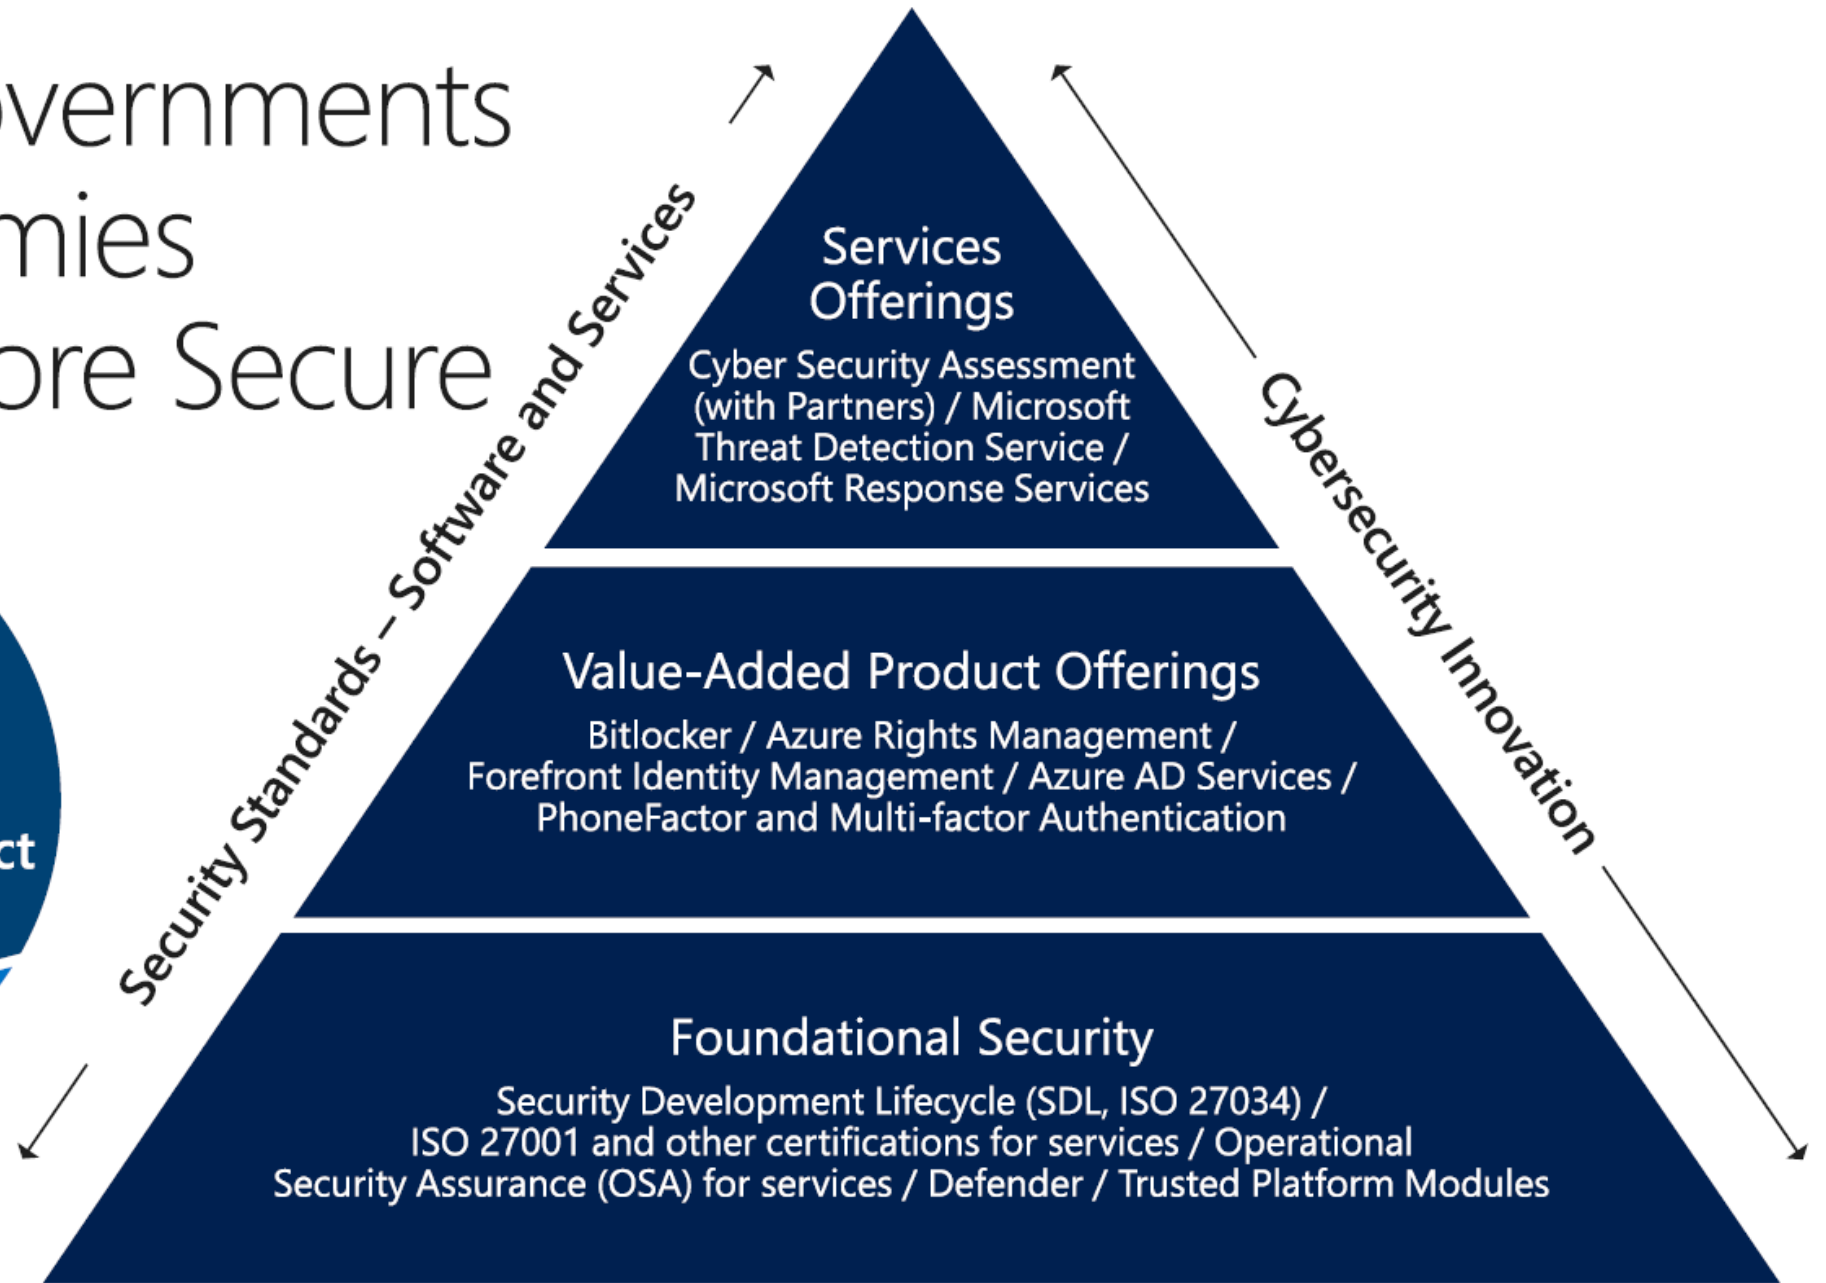 overnments
mies
ore Secure
ct
Security Standards – Software and Services
Services
Offerings
Cyber Security Assessment
(with Partners) / Microsoft
Threat Detection Service /
Microsoft Response Services
Value-Added Product Offerings
Bitlocker / Azure Rights Management /
Forefront Identity Management / Azure AD Services /
PhoneFactor and Multi-factor Authentication
Foundational Security
Security Development Lifecycle (SDL, ISO 27034) /
ISO 27001 and other certifications for services / Operational
Security Assurance (OSA) for services / Defender / Trusted Platform Modules
Cybersecurity Innovation